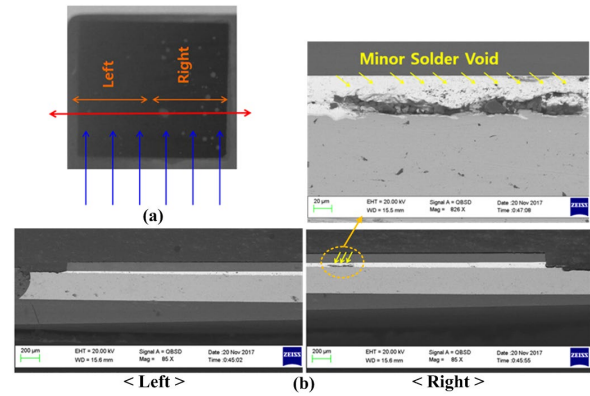 Left
Right
(a)
Minor Solder Void
20 µm
EHT = 20.00 kV
Signal A = QBSD
Date :20 Nov 2017
WD = 15.5 mm
Mag = 828 X
Time :0:47:08
ZEISS
200 µm
EHT = 20.00 kV
Signal A = QBSD
Date :20 Nov 2017
WD = 15.6 mm
Mag = 85 X
Time :0:45:02
ZEISS
200 µm
EHT = 20.00 kV
Signal A = QBSD
Date :20 Nov 2017
WD = 15.6 mm
Mag = 85 X
Time :0:45:55
ZEISS
< Left >
(b)
< Right >